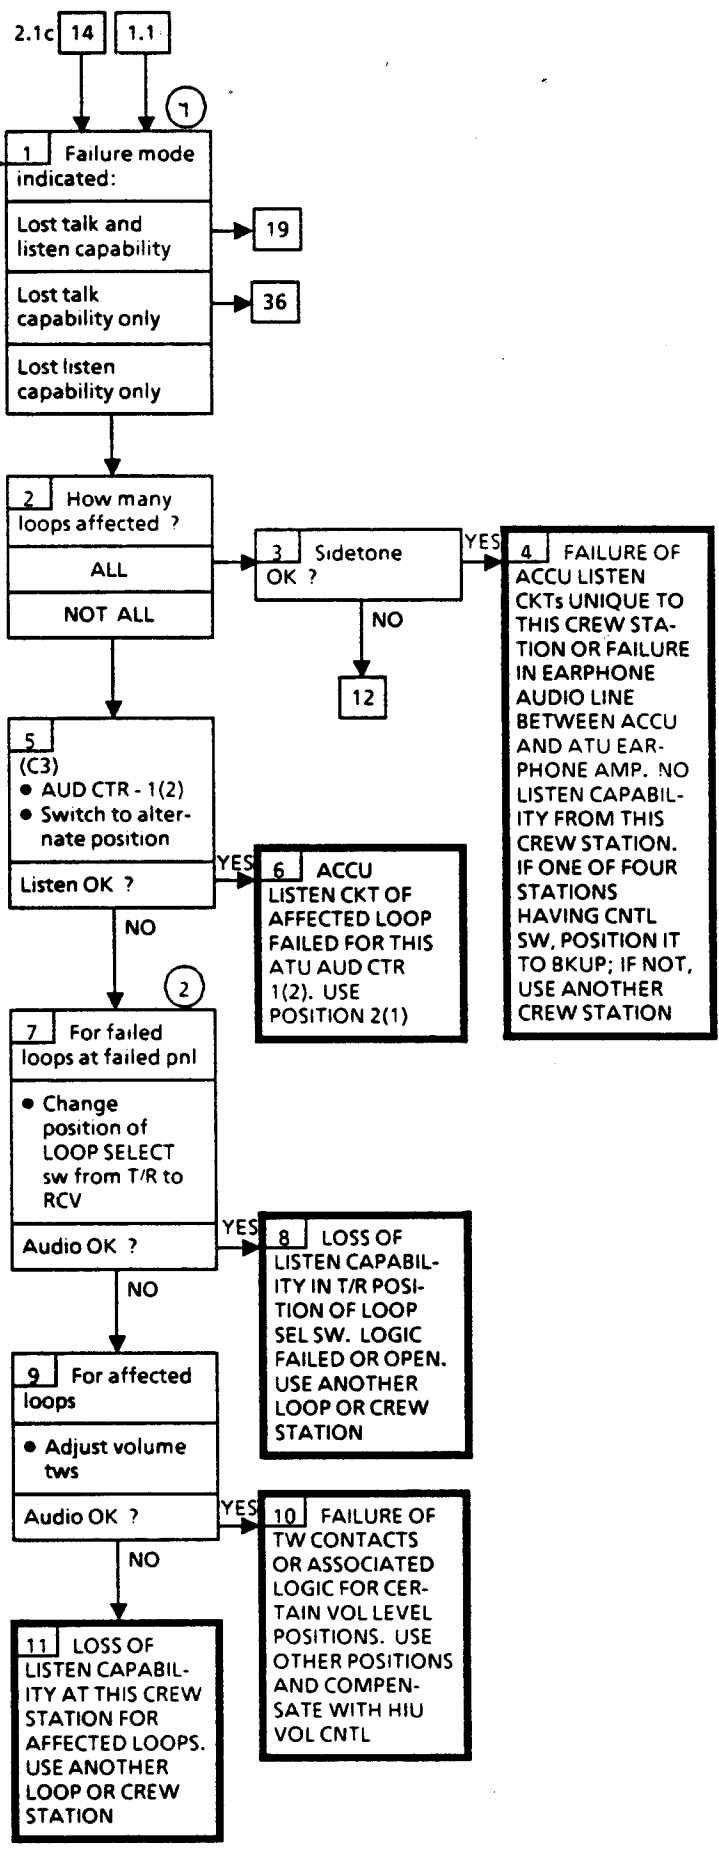 2.1c 14 1.1
1
1 Failure mode
indicated:
Lost talk and
listen capability
19
Lost talk
capability only
36
Lost listen
capability only
2 How many
loops affected ?
ALL
NOT ALL
3 Sidetone
OK ?
YES
NO
12
4 FAILURE OF
ACCU LISTEN
CKTs UNIQUE TO
THIS CREW STA-
TION OR FAILURE
IN EARPHONE
AUDIO LINE
BETWEEN ACCU
AND ATU EAR-
PHONE AMP. NO
LISTEN CAPABIL-
ITY FROM THIS
CREW STATION.
IF ONE OF FOUR
STATIONS
HAVING CNTL
SW, POSITION IT
TO BKUP; IF NOT,
USE ANOTHER
CREW STATION
5
(C3)
● AUD CTR - 1(2)
● Switch to alter-
nate position
Listen OK ?
YES
NO
6 ACCU
LISTEN CKT OF
AFFECTED LOOP
FAILED FOR THIS
ATU AUD CTR
1(2). USE
POSITION 2(1)
2
7 For failed
loops at failed pnl
● Change
position of
LOOP SELECT
sw from T/R to
RCV
Audio OK ?
YES
NO
8 LOSS OF
LISTEN CAPABIL-
ITY IN T/R POSI-
TION OF LOOP
SEL SW. LOGIC
FAILED OR OPEN.
USE ANOTHER
LOOP OR CREW
STATION
9 For affected
loops
● Adjust volume
tws
Audio OK ?
YES
NO
10 FAILURE OF
TW CONTACTS
OR ASSOCIATED
LOGIC FOR CER-
TAIN VOL LEVEL
POSITIONS. USE
OTHER POSITIONS
AND COMPEN-
SATE WITH HIU
VOL CNTL
11 LOSS OF
LISTEN CAPABIL-
ITY AT THIS CREW
STATION FOR
AFFECTED LOOPS.
USE ANOTHER
LOOP OR CREW
STATION